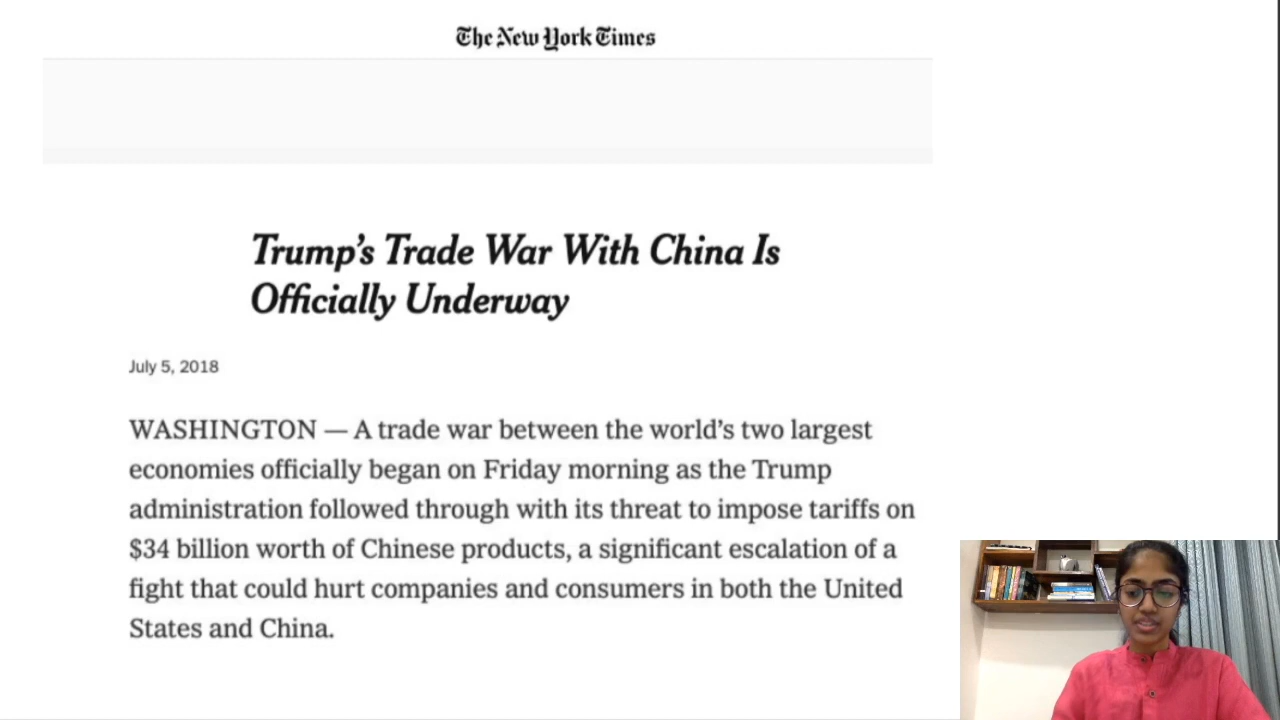 The New York Times
Trump’s Trade War With China Is
Officially Underway
July 5, 2018
WASHINGTON — A trade war between the world’s two largest
economies officially began on Friday morning as the Trump
administration followed through with its threat to impose tariffs on
$34 billion worth of Chinese products, a significant escalation of a
fight that could hurt companies and consumers in both the United
States and China.